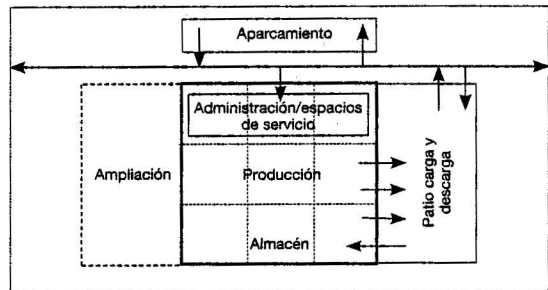 Aparcamiento
Administración/espacios
de servicio
Ampliación
Producción
Patio carga y
descarga
Almacén